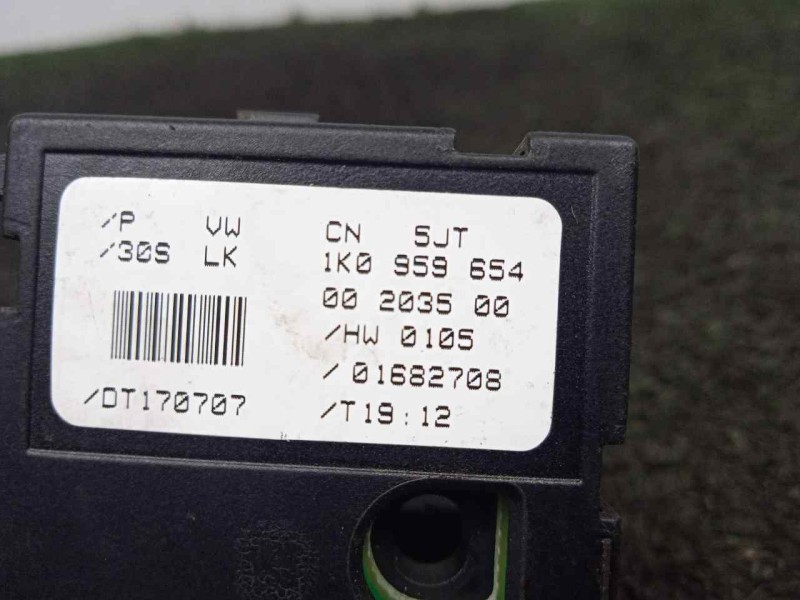 /P VW CN 5JT
/30S LK 1K0 959 654
00 2035 00
/HW 0105
/01682708
/DT170707 /T19:12